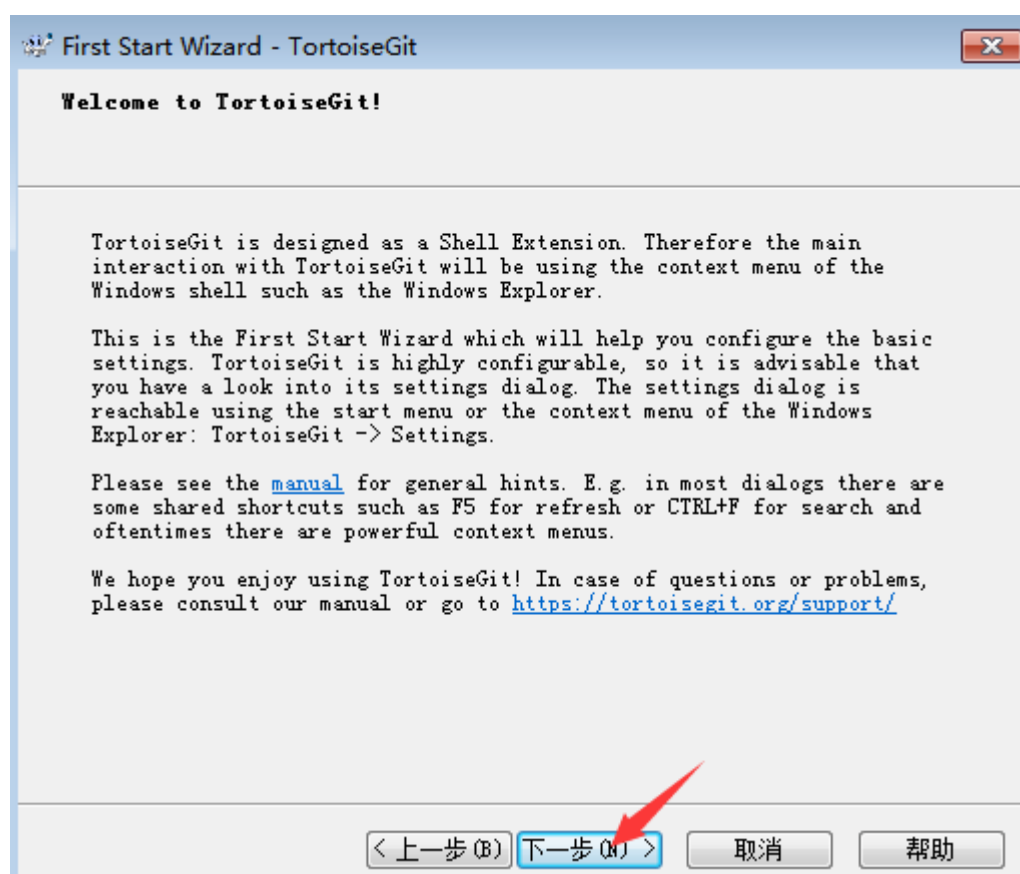 First Start Wizard - TortoiseGit
Welcome to TortoiseGit!
TortoiseGit is designed as a Shell Extension. Therefore the main
interaction with TortoiseGit will be using the context menu of the
Windows shell such as the Windows Explorer.
This is the First Start Wizard which will help you configure the basic
settings. TortoiseGit is highly configurable, so it is advisable that
you have a look into its settings dialog. The settings dialog is
reachable using the start menu or the context menu of the Windows
Explorer: TortoiseGit -> Settings.
Please see the manual for general hints. E.g. in most dialogs there are
some shared shortcuts such as F5 for refresh or CTRL+F for search and
oftentimes there are powerful context menus.
We hope you enjoy using TortoiseGit! In case of questions or problems,
please consult our manual or go to https://tortoisegit.org/support/
< 上一步(B) 下一步(N) > 取消 帮助